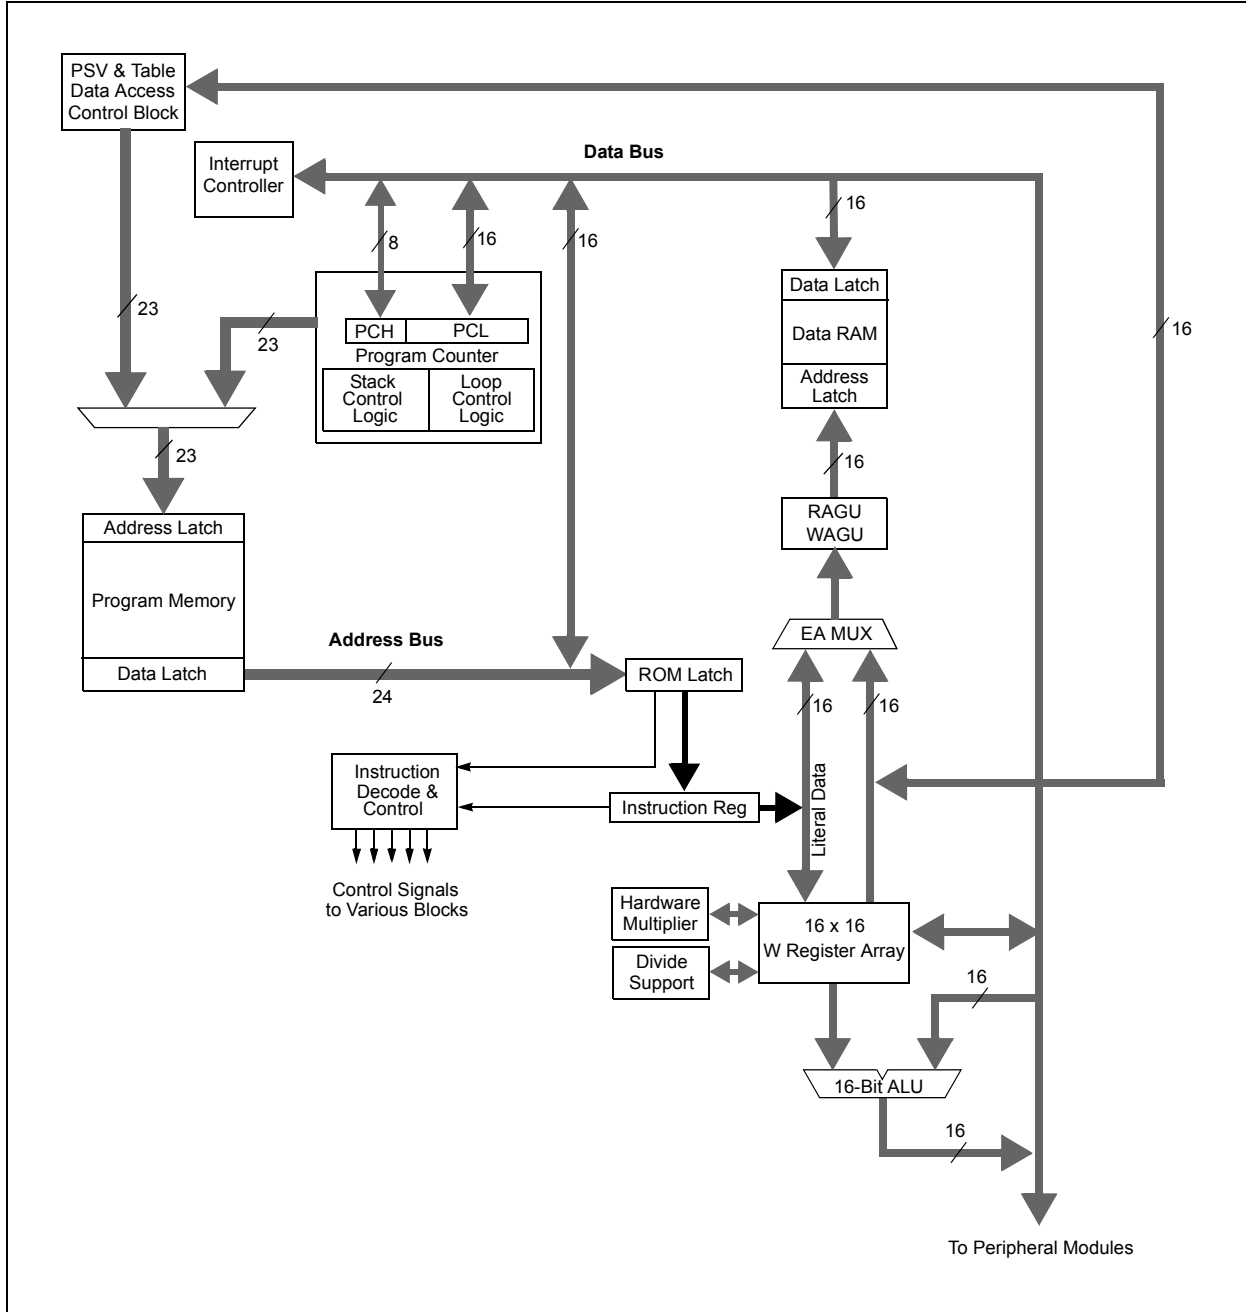 PSV & Table
Data Access
Control Block
Interrupt
Controller
Data Bus
8
16
16
16
23
23
16
PCH
PCL
Program Counter
Stack
Control
Logic
Loop
Control
Logic
Data Latch
Data RAM
Address
Latch
23
16
RAGU
WAGU
Address Latch
Program Memory
Data Latch
Address Bus
24
EA MUX
ROM Latch
16
16
Instruction
Decode &
Control
Instruction Reg
Literal Data
Control Signals
to Various Blocks
Hardware
Multiplier
Divide
Support
16 x 16
W Register Array
16
16-Bit ALU
16
To Peripheral Modules